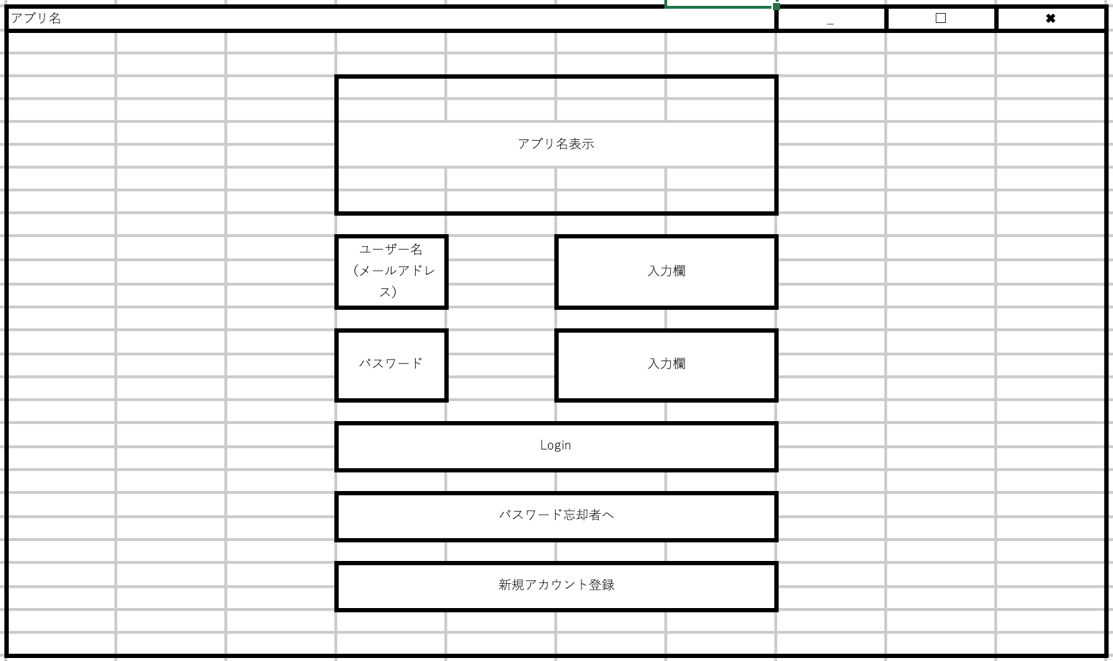 アプリ名
_
□
✖
アプリ名表示
ユーザー名
(メールアドレ
ス)
入力欄
パスワード
入力欄
Login
パスワード忘却者へ
新規アカウント登録